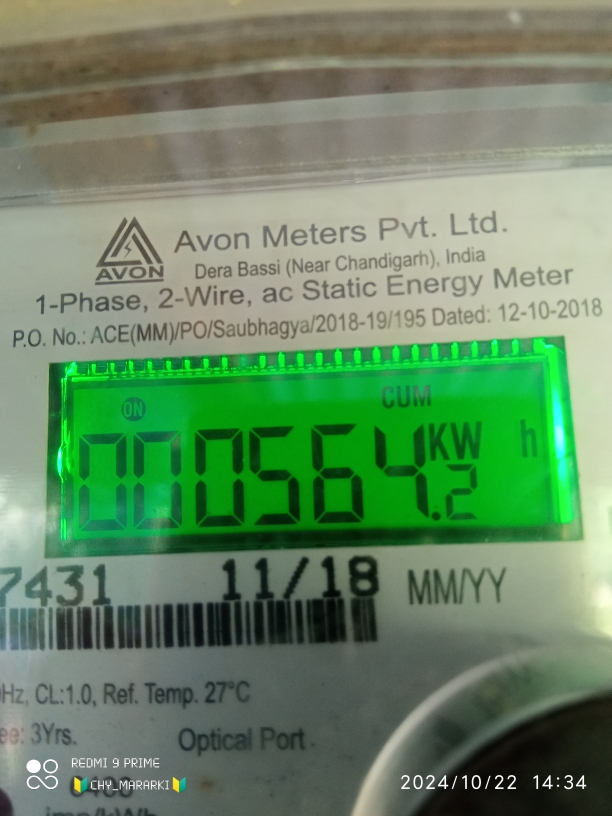 Avon Meters Pvt. Ltd.
AVON
Dera Bassi (Near Chandigarh), India
1-Phase, 2-Wire, ac Static Energy Meter
P.O. No.: ACE(MM)/PO/Saubhagya/2018-19/195 Dated: 12-10-2018
ON
CUM
000564.2 KW h
7431 11/18 MM/YY
Hz, CL:1.0, Ref. Temp. 27°C
ee: 3Yrs. Optical Port
REDMI 9 PRIME
🔰CHY_MARARKI🔰
2024/10/22 14:34
imp/kWh